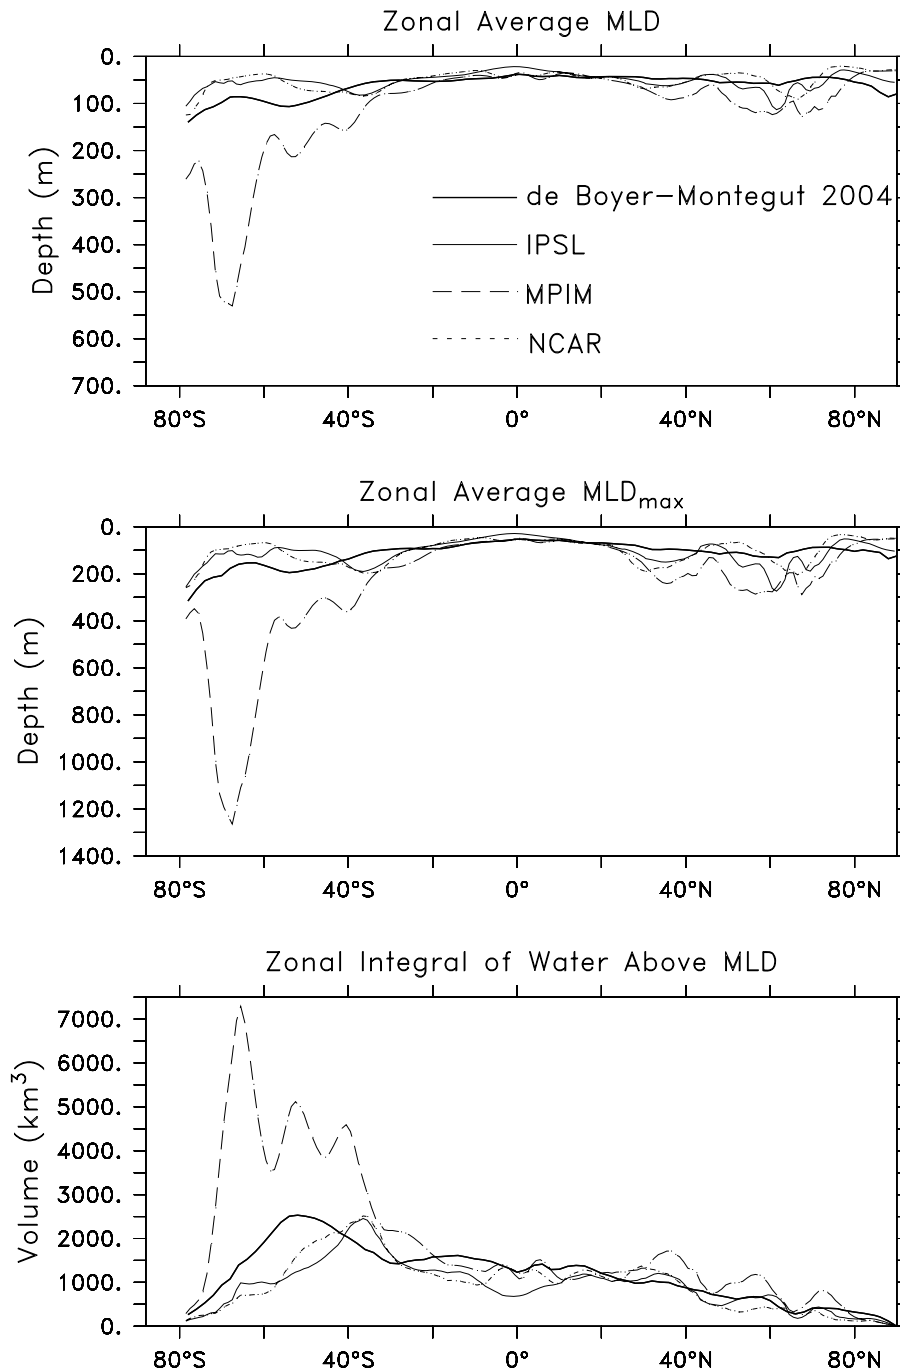 Zonal Average MLD
0.
100.
200.
300.
400.
500.
600.
700.
Depth (m)
de Boyer-Montegut 2004
IPSL
MPIM
NCAR
80°S
40°S
0°
40°N
80°N
Zonal Average MLDmax
0.
200.
400.
600.
800.
1000.
1200.
1400.
Depth (m)
80°S
40°S
0°
40°N
80°N
Zonal Integral of Water Above MLD
7000.
6000.
5000.
4000.
3000.
2000.
1000.
0.
Volume (km³)
80°S
40°S
0°
40°N
80°N